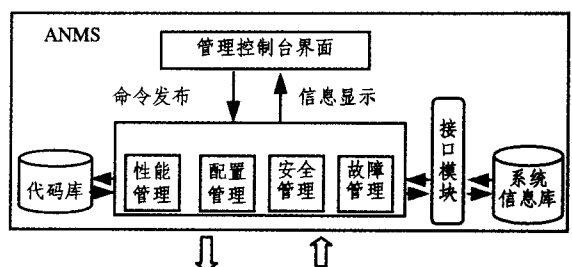 ANMS
管理控制台界面
命令发布
信息显示
代码库
性能
管理
配置
管理
安全
管理
故障
管理
接口模块
系统
信息库